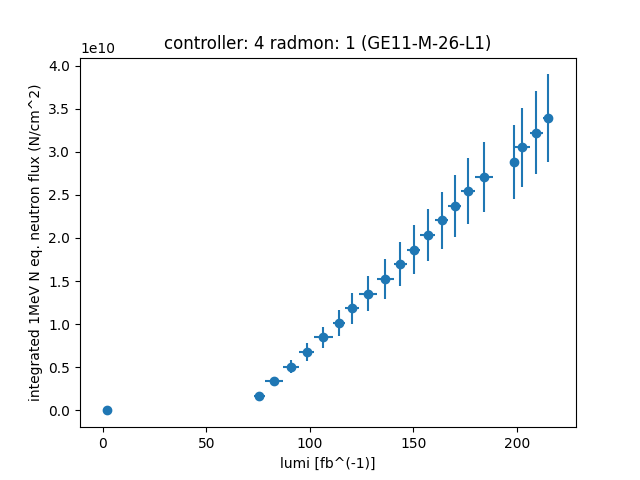 controller: 4 radmon: 1 (GE11-M-26-L1)
1e10
4.0
3.5
3.0
2.5
2.0
1.5
1.0
0.5
0.0
integrated 1MeV N eq. neutron flux (N/cm^2)
0 50 100 150 200
lumi [fb^(-1)]